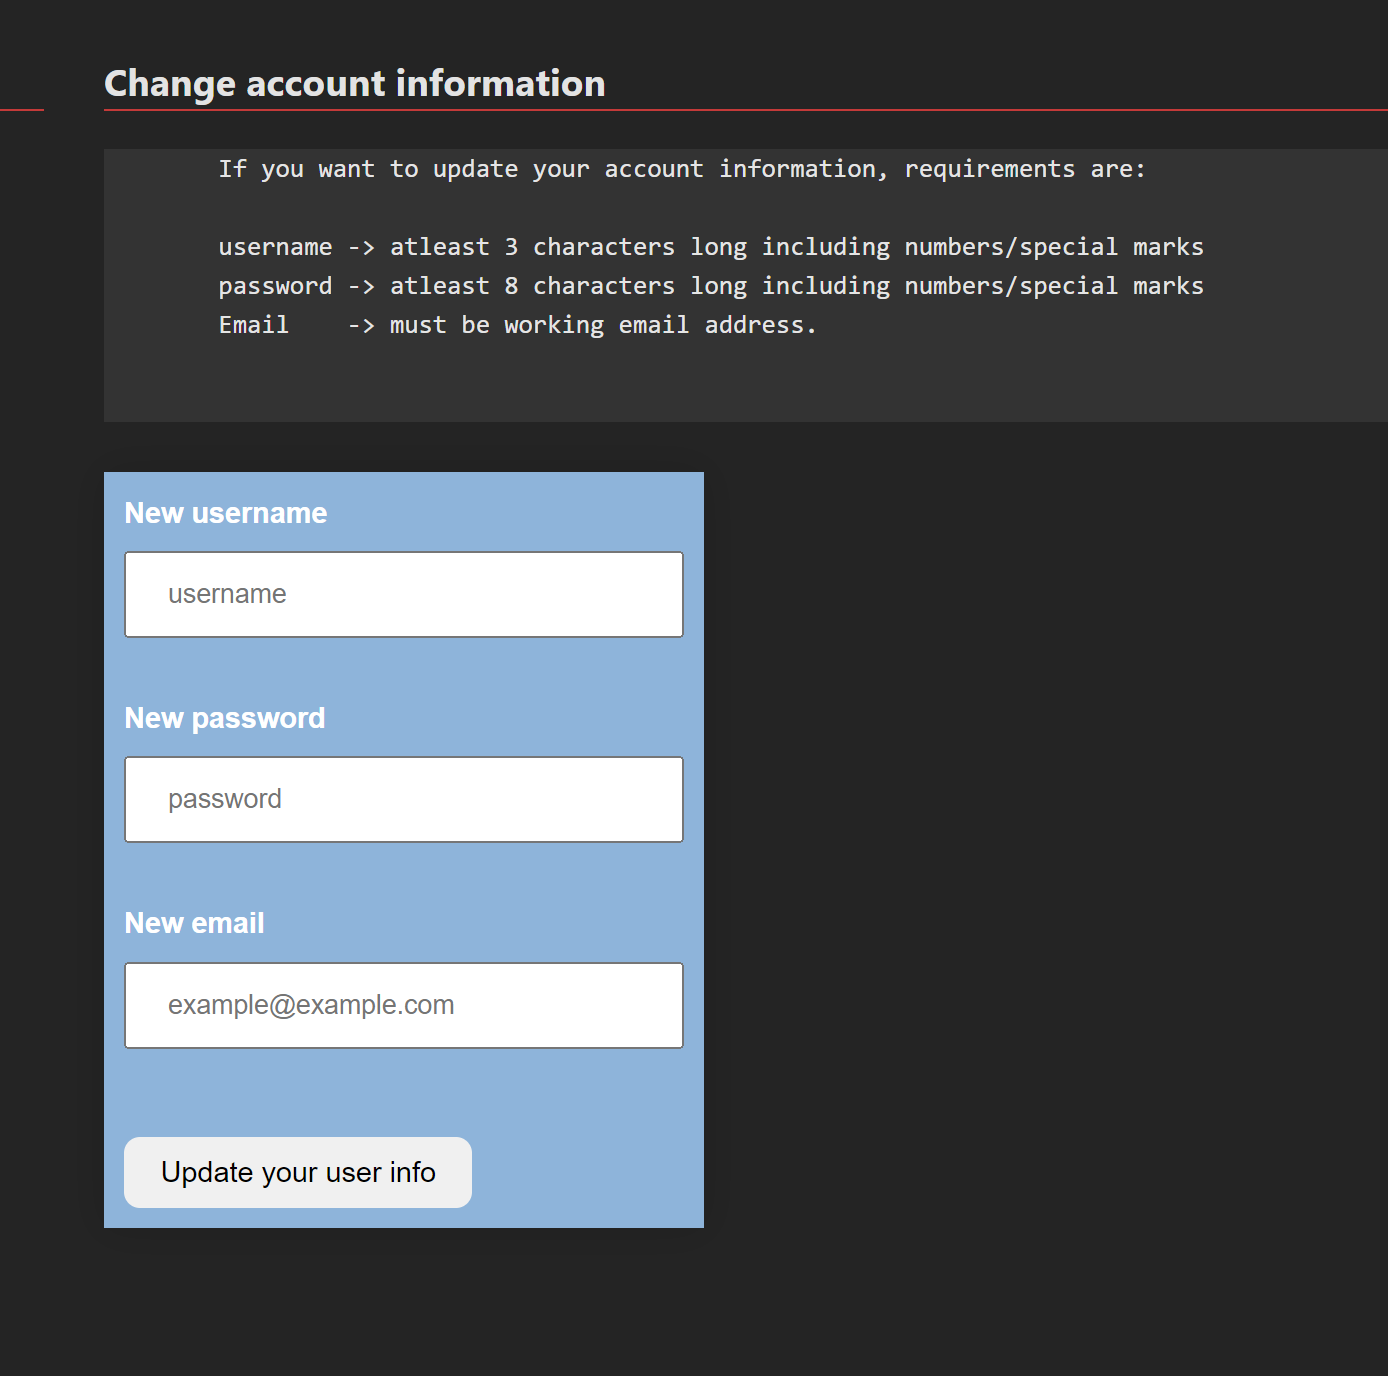 Change account information
If you want to update your account information, requirements are:
username -> atleast 3 characters long including numbers/special marks
password -> atleast 8 characters long including numbers/special marks
Email    -> must be working email address.
New username
username
New password
password
New email
example@example.com
Update your user info